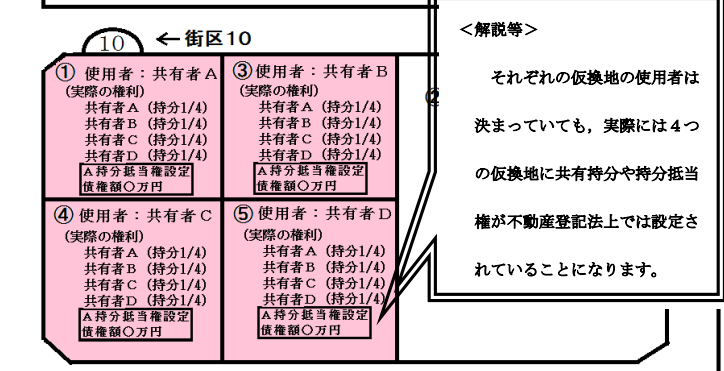 10 ←街区10
① 使用者：共有者A
(実際の権利)
共有者A (持分1/4)
共有者B (持分1/4)
共有者C (持分1/4)
共有者D (持分1/4)
A持分抵当権設定
債権額○万円
③使用者：共有者B
(実際の権利)
共有者A (持分1/4)
共有者B (持分1/4)
共有者C (持分1/4)
共有者D (持分1/4)
A持分抵当権設定
債権額○万円
④使用者：共有者C
(実際の権利)
共有者A (持分1/4)
共有者B (持分1/4)
共有者C (持分1/4)
共有者D (持分1/4)
A持分抵当権設定
債権額○万円
⑤使用者：共有者D
(実際の権利)
共有者A (持分1/4)
共有者B (持分1/4)
共有者C (持分1/4)
共有者D (持分1/4)
A持分抵当権設定
債権額○万円
＜解説等＞
それぞれの仮換地の使用者は
決まっていても，実際には４つ
の仮換地に共有持分や持分抵当
権が不動産登記法上では設定さ
れていることになります。